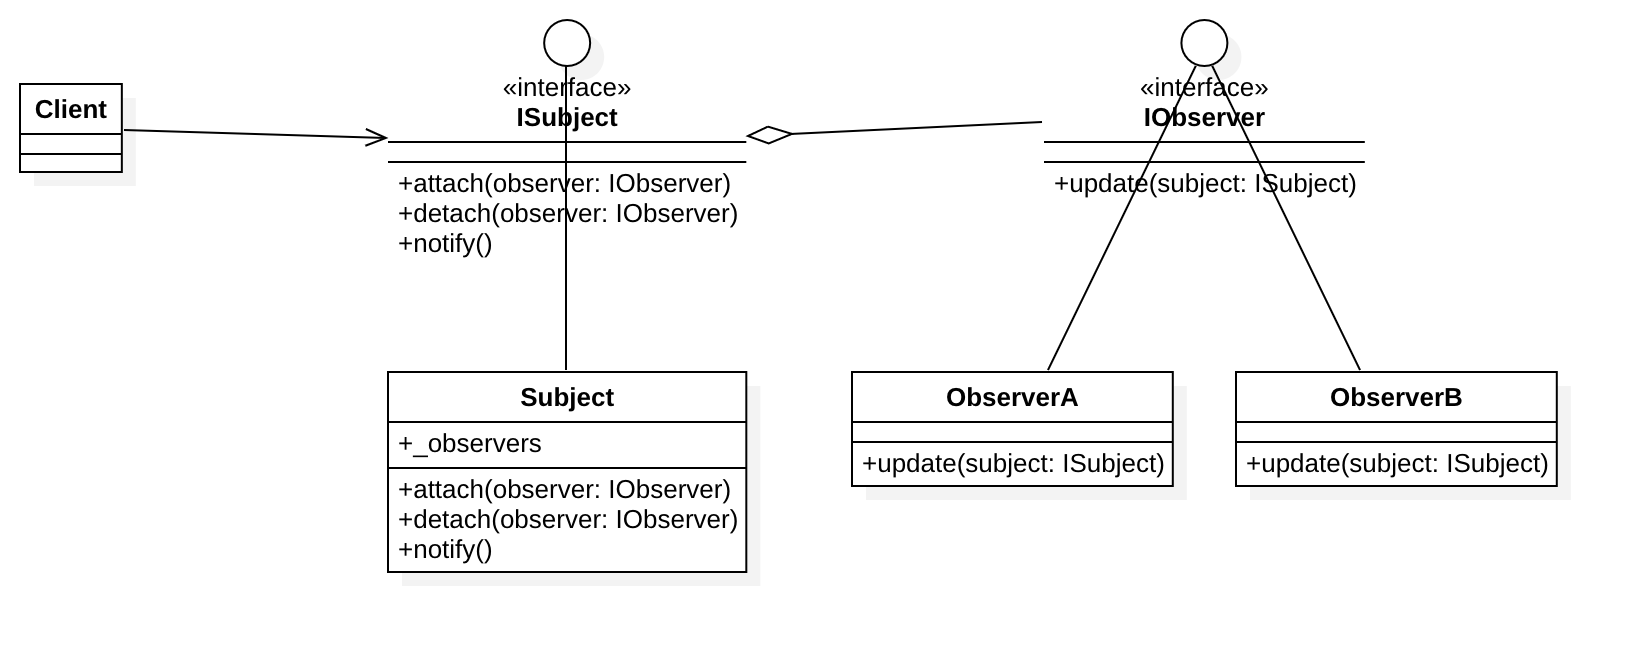 Client
«interface»
ISubject
+attach(observer: IObserver)
+detach(observer: IObserver)
+notify()
«interface»
IObserver
+update(subject: ISubject)
Subject
+_observers
+attach(observer: IObserver)
+detach(observer: IObserver)
+notify()
ObserverA
+update(subject: ISubject)
ObserverB
+update(subject: ISubject)